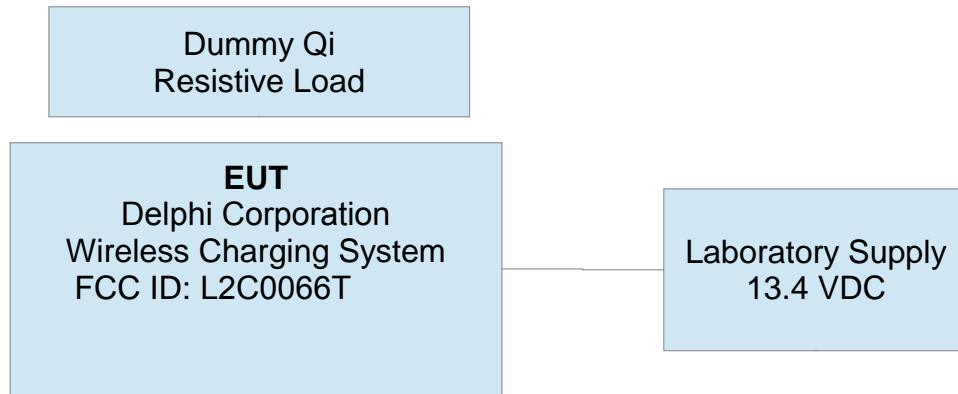 Dummy Qi
Resistive Load
EUT
Delphi Corporation
Wireless Charging System
FCC ID: L2C0066T
Laboratory Supply
13.4 VDC